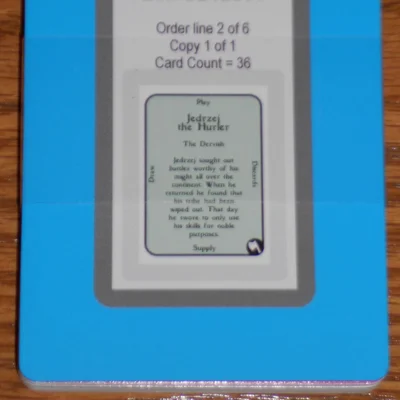 Order line 2 of 6
Copy 1 of 1
Card Count = 36
Play
Jedrzej
the Hurler
The Dervish
Draw
Discards
Jedrzej sought out
battles worthy of his
might all over the
continent. When he
returned he found that
his tribe had been
wiped out. That day
he swore to only use
his skills for noble
purposes.
Supply